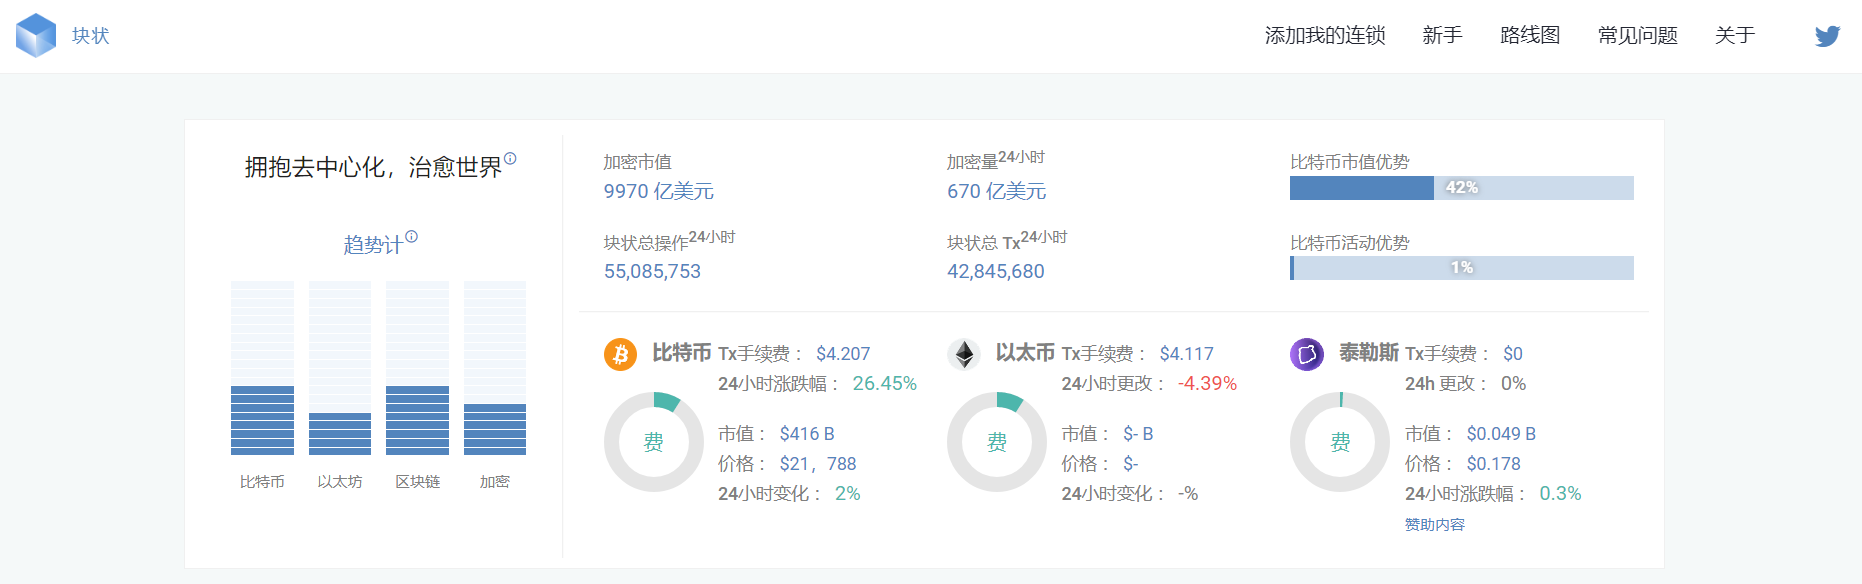 块状
添加我的连锁 新手 路线图 常见问题 关于
拥抱去中心化，治愈世界
趋势计
比特币 以太坊 区块链 加密
加密市值
9970 亿美元
加密量24小时
670 亿美元
比特币市值优势
42%
块状总操作24小时
55,085,753
块状总 Tx24小时
42,845,680
比特币活动优势
1%
比特币 Tx手续费： $4.207
24小时涨跌幅： 26.45%
费
市值： $416 B
价格： $21，788
24小时变化： 2%
以太币 Tx手续费： $4.117
24小时更改： -4.39%
费
市值： $- B
价格： $-
24小时变化： -%
泰勒斯 Tx手续费： $0
24h 更改： 0%
费
市值： $0.049 B
价格： $0.178
24小时涨跌幅： 0.3%
赞助内容